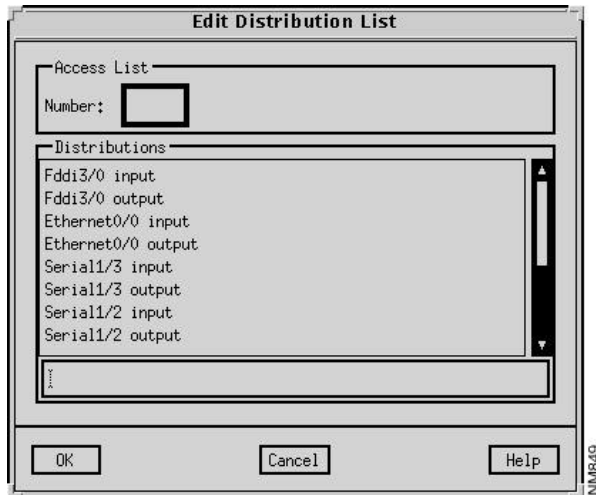 Edit Distribution List
Access List
Number:
Distributions
Fddi3/0 input
Fddi3/0 output
Ethernet0/0 input
Ethernet0/0 output
Serial1/3 input
Serial1/3 output
Serial1/2 input
Serial1/2 output
OK
Cancel
Help
NM849